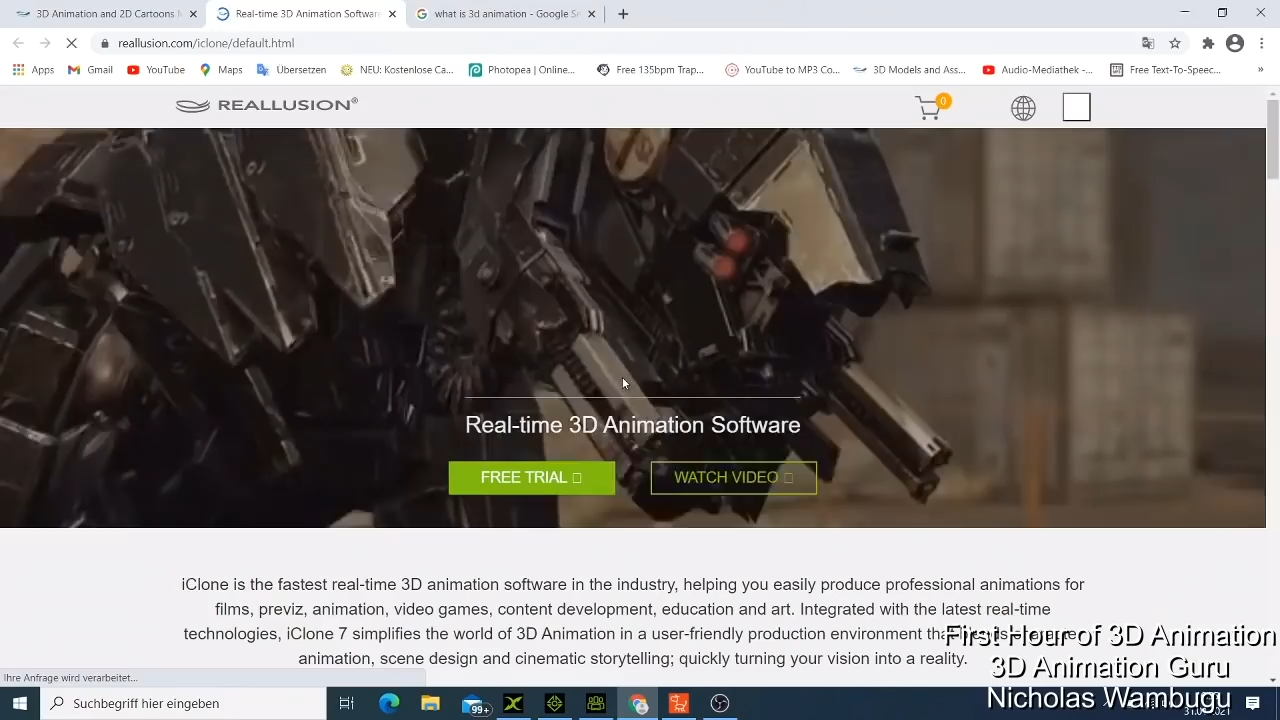 3D Animation and 2D Cartoons M
Real-time 3D Animation Softwar
what is 3d animation - Google S
reallusion.com/iclone/default.html
Apps
Gmail
YouTube
Maps
Übersetzen
NEU: Kostenlose Ca...
Photopea | Online...
Free 135bpm Trap...
YouTube to MP3 Co...
3D Models and Ass...
Audio-Mediathek -...
Free Text-To-Speec...
REALLUSION®
0
Real-time 3D Animation Software
FREE TRIAL
WATCH VIDEO
iClone is the fastest real-time 3D animation software in the industry, helping you easily produce professional animations for
films, previz, animation, video games, content development, education and art. Integrated with the latest real-time
technologies, iClone 7 simplifies the world of 3D Animation in a user-friendly production environment
animation, scene design and cinematic storytelling; quickly turning your vision into a reality.
First Hour of 3D Animation
3D Animation Guru
Nicholas Wambugu
Ihre Anfrage wird verarbeitet...
Suchbegriff hier eingeben
99+